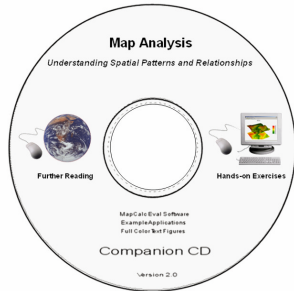 Map Analysis
Understanding Spatial Patterns and Relationships
Further Reading
Hands-on Exercises
MapCalc Eval Software
Example Applications
Full Color Text Figures
Companion CD
Version 2.0